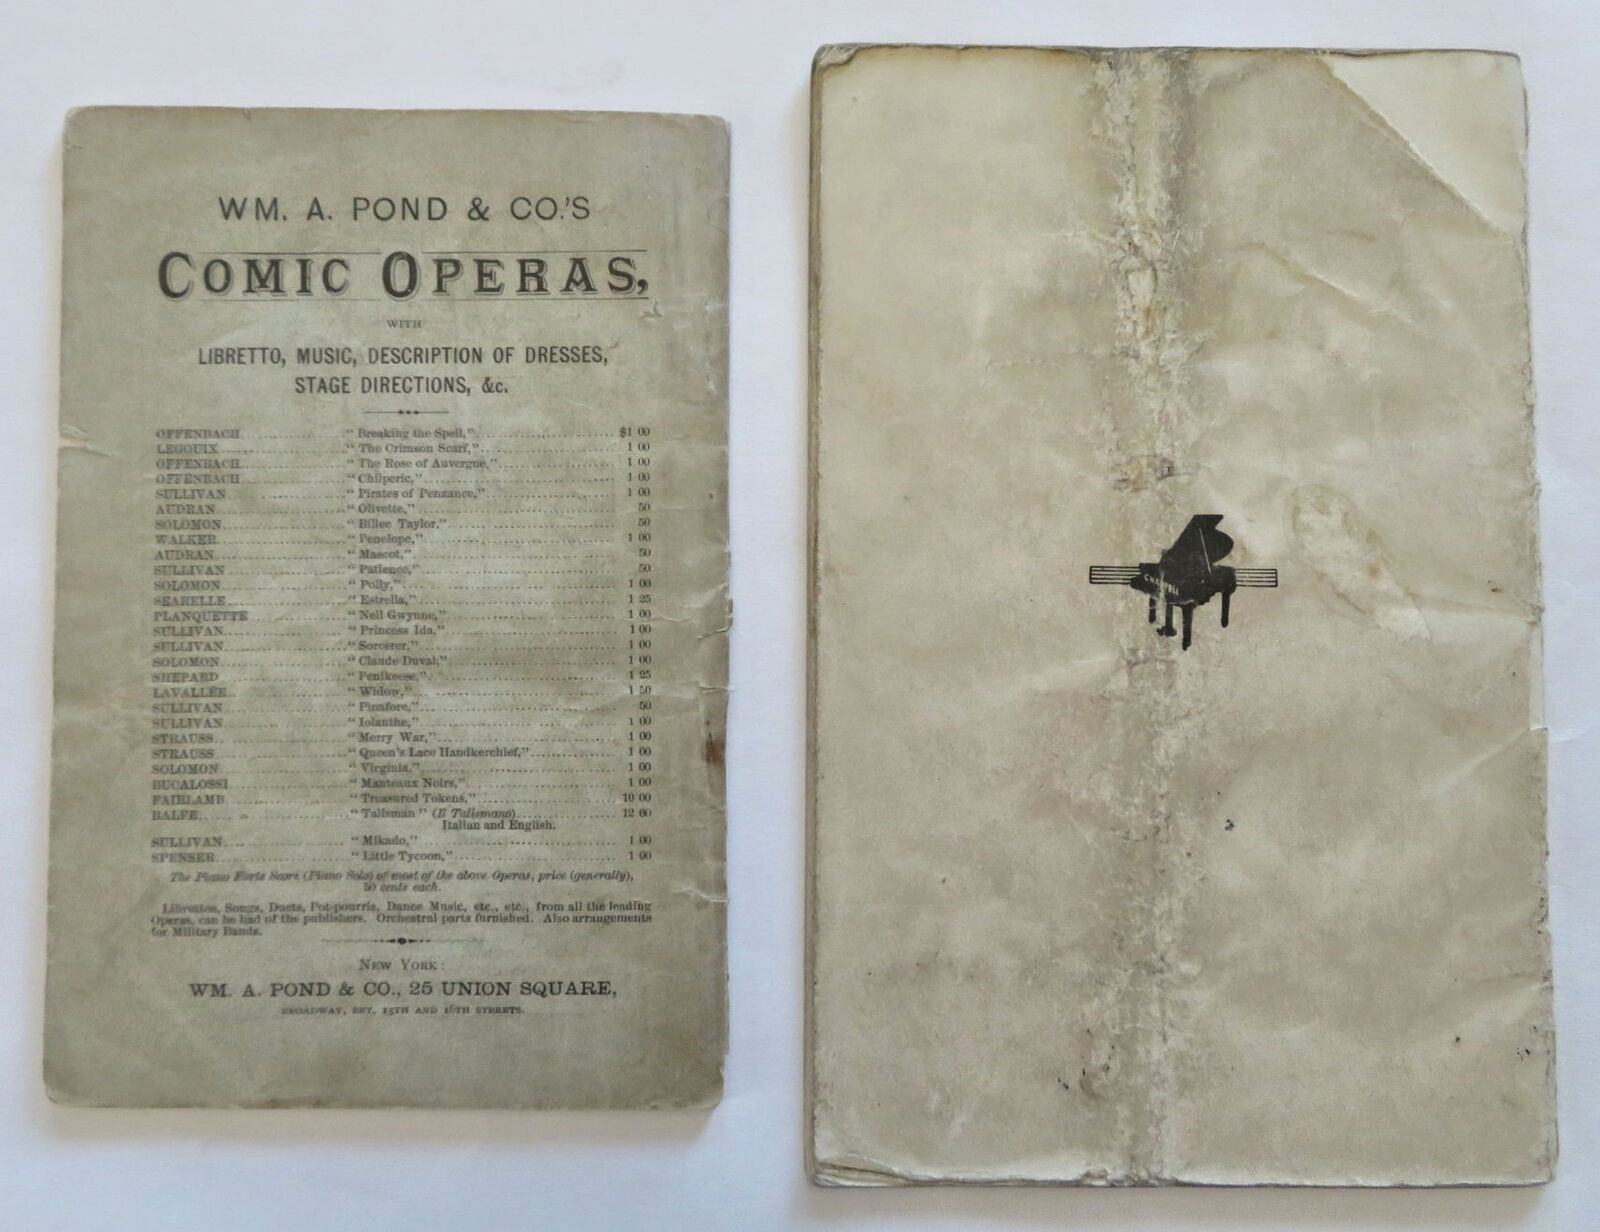 WM. A. POND & CO.'S
COMIC OPERAS,
WITH
LIBRETTO, MUSIC, DESCRIPTION OF DRESSES,
STAGE DIRECTIONS, &c.
OFFENBACH "Breaking the Spell," $1 00
LEGOUIX "The Crimson Scarf," 1 00
OFFENBACH "The Rose of Auvergne," 1 00
OFFENBACH "Chilperic," 1 00
SULLIVAN "Pirates of Penzance," 1 00
AUDRAN "Olivette," 50
SOLOMON "Billee Taylor," 50
WALKER "Penelope," 1 00
AUDRAN "Mascot," 50
SULLIVAN "Patience," 50
SOLOMON "Polly," 1 00
SEARELLE "Estrella," 1 25
PLANQUETTE "Nell Gwynne," 1 00
SULLIVAN "Princess Ida," 1 00
SULLIVAN "Sorcerer," 1 00
SOLOMON "Claude Duval," 1 00
SHEPARD "Penikeese," 1 25
LAVALLÉE "Widow," 1 50
SULLIVAN "Pinafore," 50
SULLIVAN "Iolanthe," 1 00
STRAUSS "Merry War," 1 00
STRAUSS "Queen's Lace Handkerchief," 1 00
SOLOMON "Virginia," 1 00
BUCALOSSI "Manteaux Noirs," 1 00
FAIRLAMB "Treasured Tokens," 10 00
BALFE "Talisman" (Il Talismano) 12 60
Italian and English.
SULLIVAN "Mikado," 1 00
SPENSER "Little Tycoon," 1 00
The Piano Forte Score (Piano Solo) of most of the above Operas, price (generally),
50 cents each.
Librettos, Songs, Duets, Pot-pourris, Dance Music, etc., etc., from all the leading
Operas, can be had of the publishers. Orchestral parts furnished. Also arrangements
for Military Bands.
NEW YORK:
WM. A. POND & CO., 25 UNION SQUARE,
BROADWAY, BET. 15TH AND 16TH STREETS.
CHAPPELL